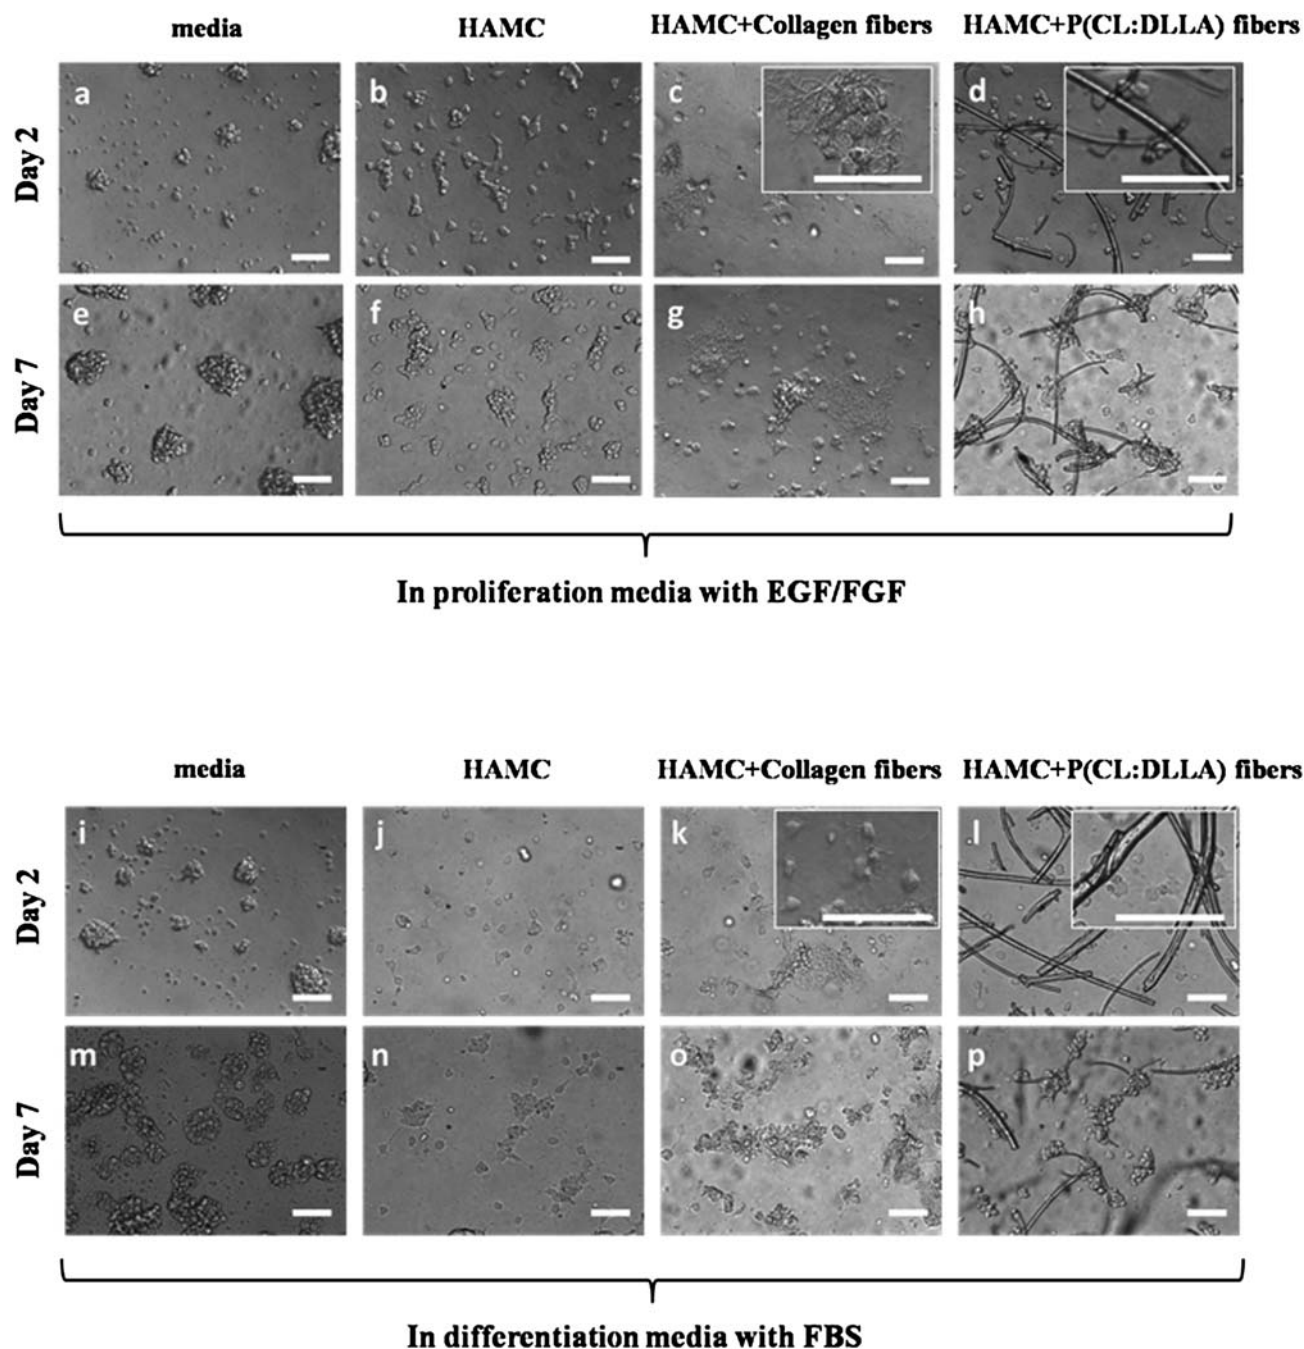 media HAMC HAMC+Collagen fibers HAMC+P(CL:DLLA) fibers
Day 2
a b c d
Day 7
e f g h
In proliferation media with EGF/FGF
media HAMC HAMC+Collagen fibers HAMC+P(CL:DLLA) fibers
Day 2
i j k l
Day 7
m n o p
In differentiation media with FBS